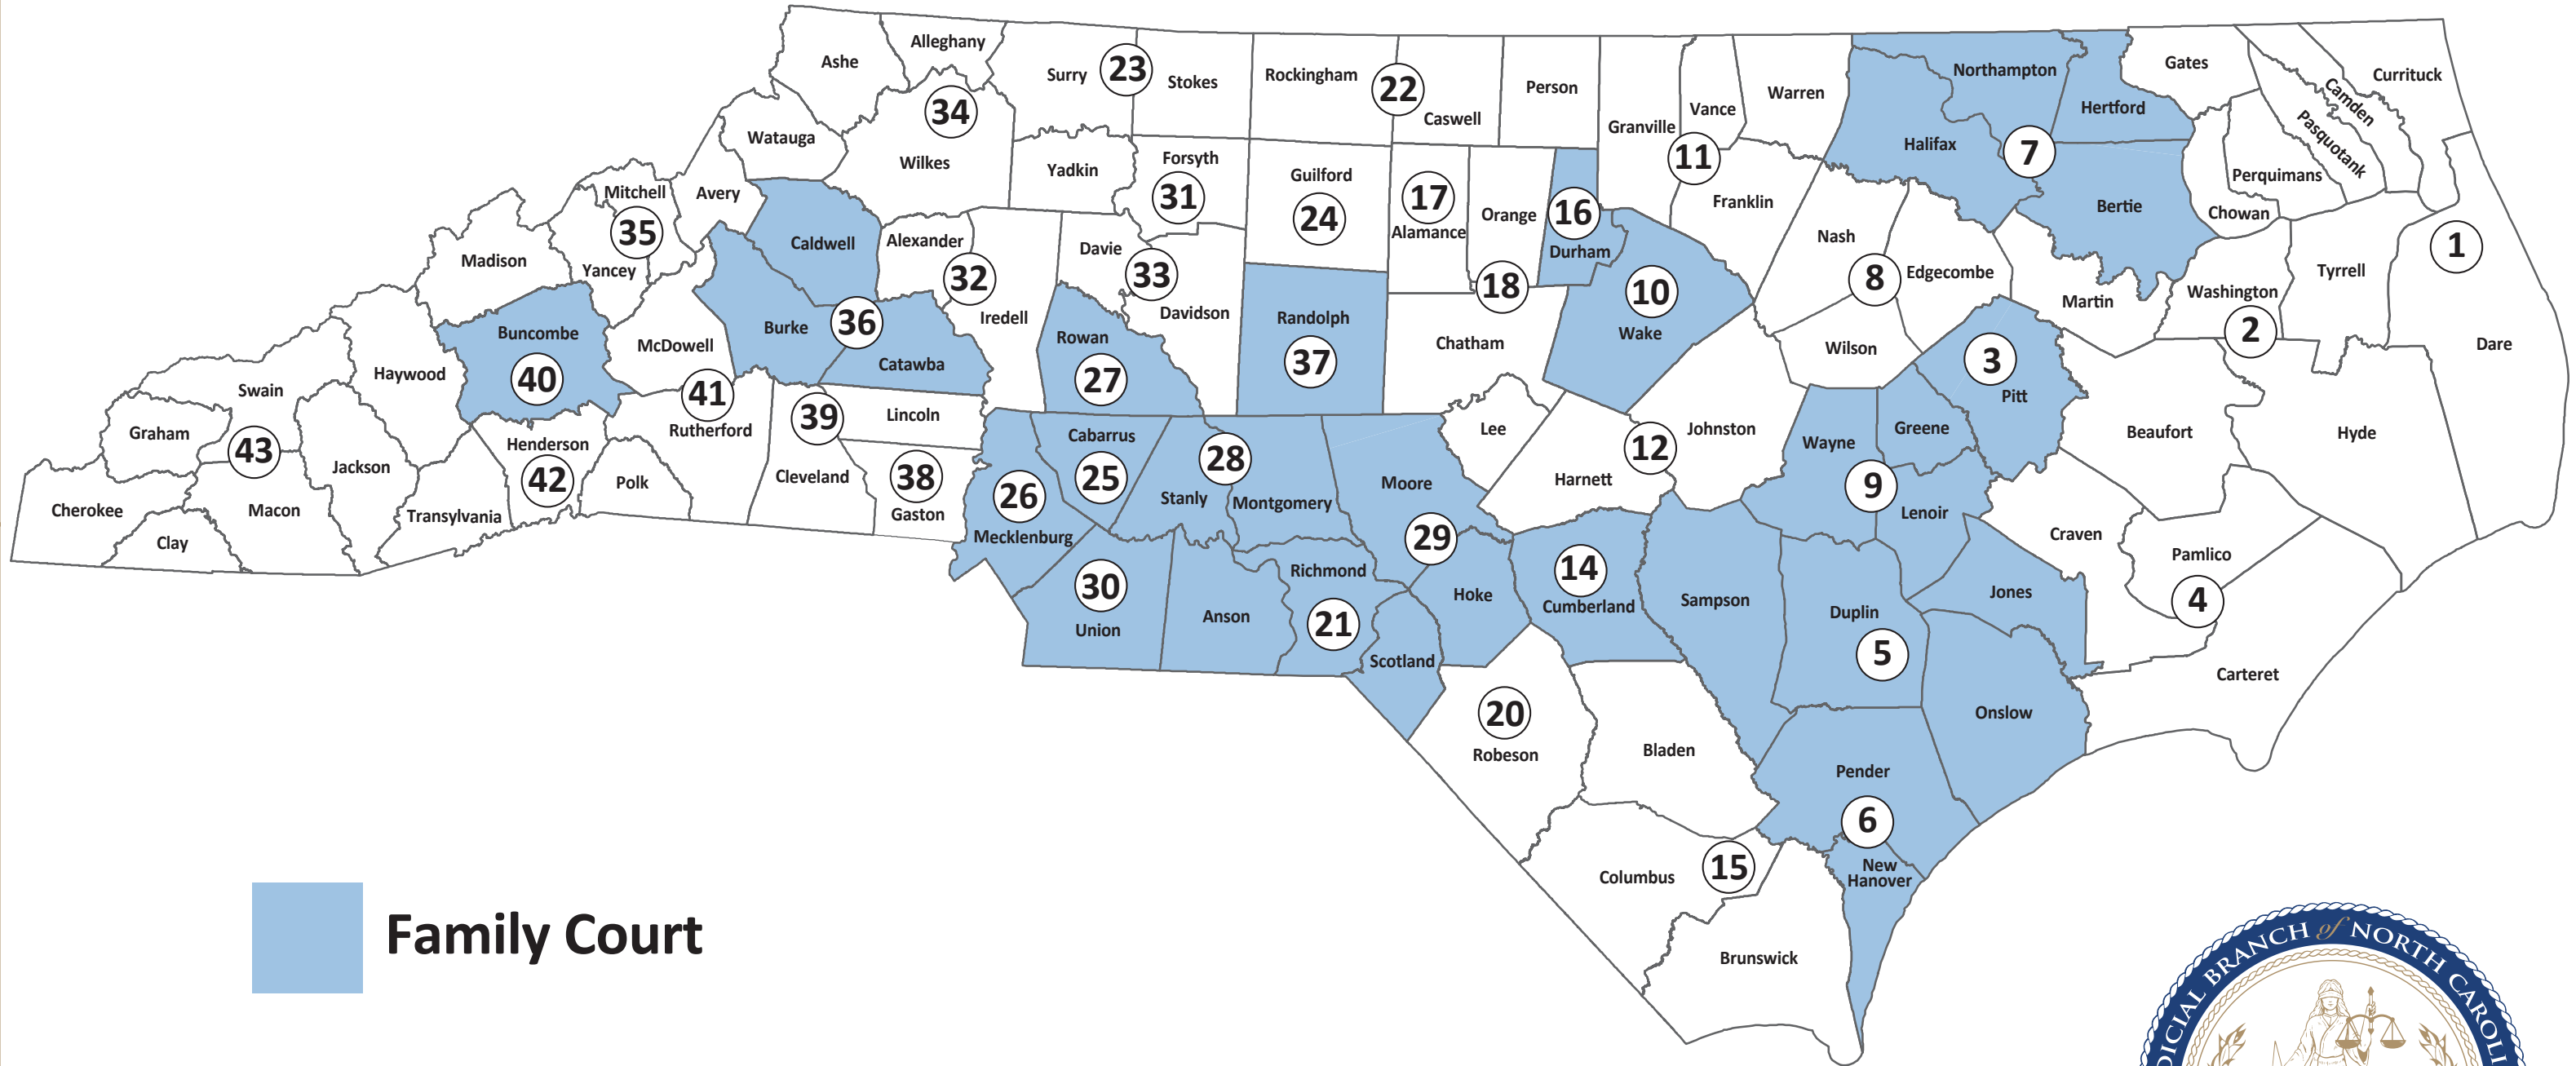 Ashe
Alleghany
Surry
23
Stokes
Rockingham
22
Caswell
Person
Granville
Vance
11
Warren
Northampton
Hertford
Halifax
7
Bertie
Gates
Currituck
Camden
Pasquotank
Perquimans
Chowan
Watauga
34
Wilkes
Yadkin
Forsyth
31
Guilford
24
17
Alamance
Orange
18
16
Durham
Franklin
Nash
8
Edgecombe
Martin
Washington
2
Tyrrell
1
Dare
Mitchell
35
Yancey
Avery
Madison
Caldwell
Alexander
32
Iredell
Davie
33
Davidson
Randolph
37
Chatham
10
Wake
Wilson
3
Pitt
Beaufort
Hyde
Buncombe
40
McDowell
Burke
36
Catawba
Rowan
27
Haywood
Swain
Graham
43
Jackson
Cherokee
Clay
Macon
Transylvania
Henderson
42
Polk
41
Rutherford
39
Cleveland
Lincoln
38
Gaston
26
Mecklenburg
Cabarrus
25
28
Stanly
Montgomery
Moore
29
Lee
Harnett
12
Johnston
Wayne
Greene
9
Lenoir
Craven
Pamlico
4
Carteret
30
Union
Anson
Richmond
21
Scotland
Hoke
14
Cumberland
Sampson
Duplin
5
Jones
Onslow
20
Robeson
Bladen
Pender
6
New
Hanover
Columbus
15
Brunswick
Family Court
DICIAL BRANCH of NORTH CAROLI